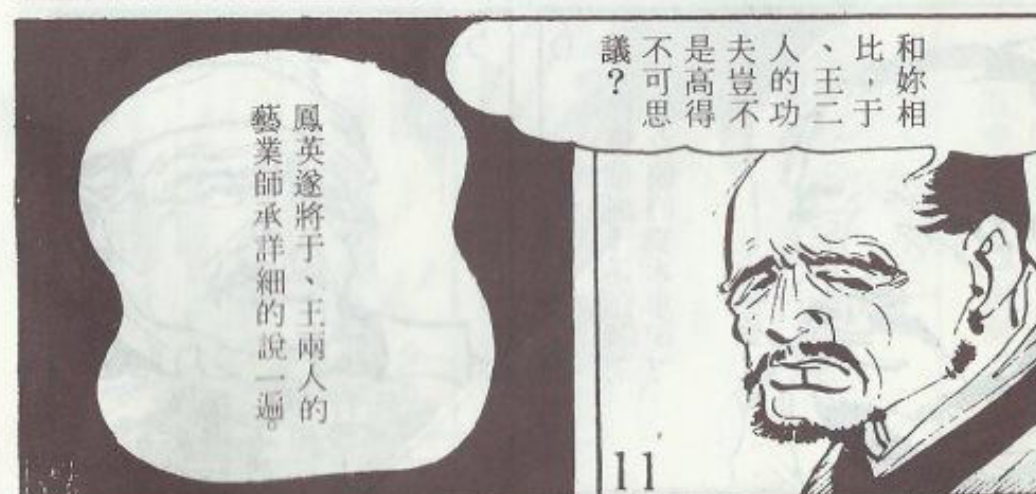 和妳相
比，于
、王二
人的功
夫豈不
是高得
不可思
議？
鳳英遂將于、王兩人的
藝業師承詳細的說一遍。
11